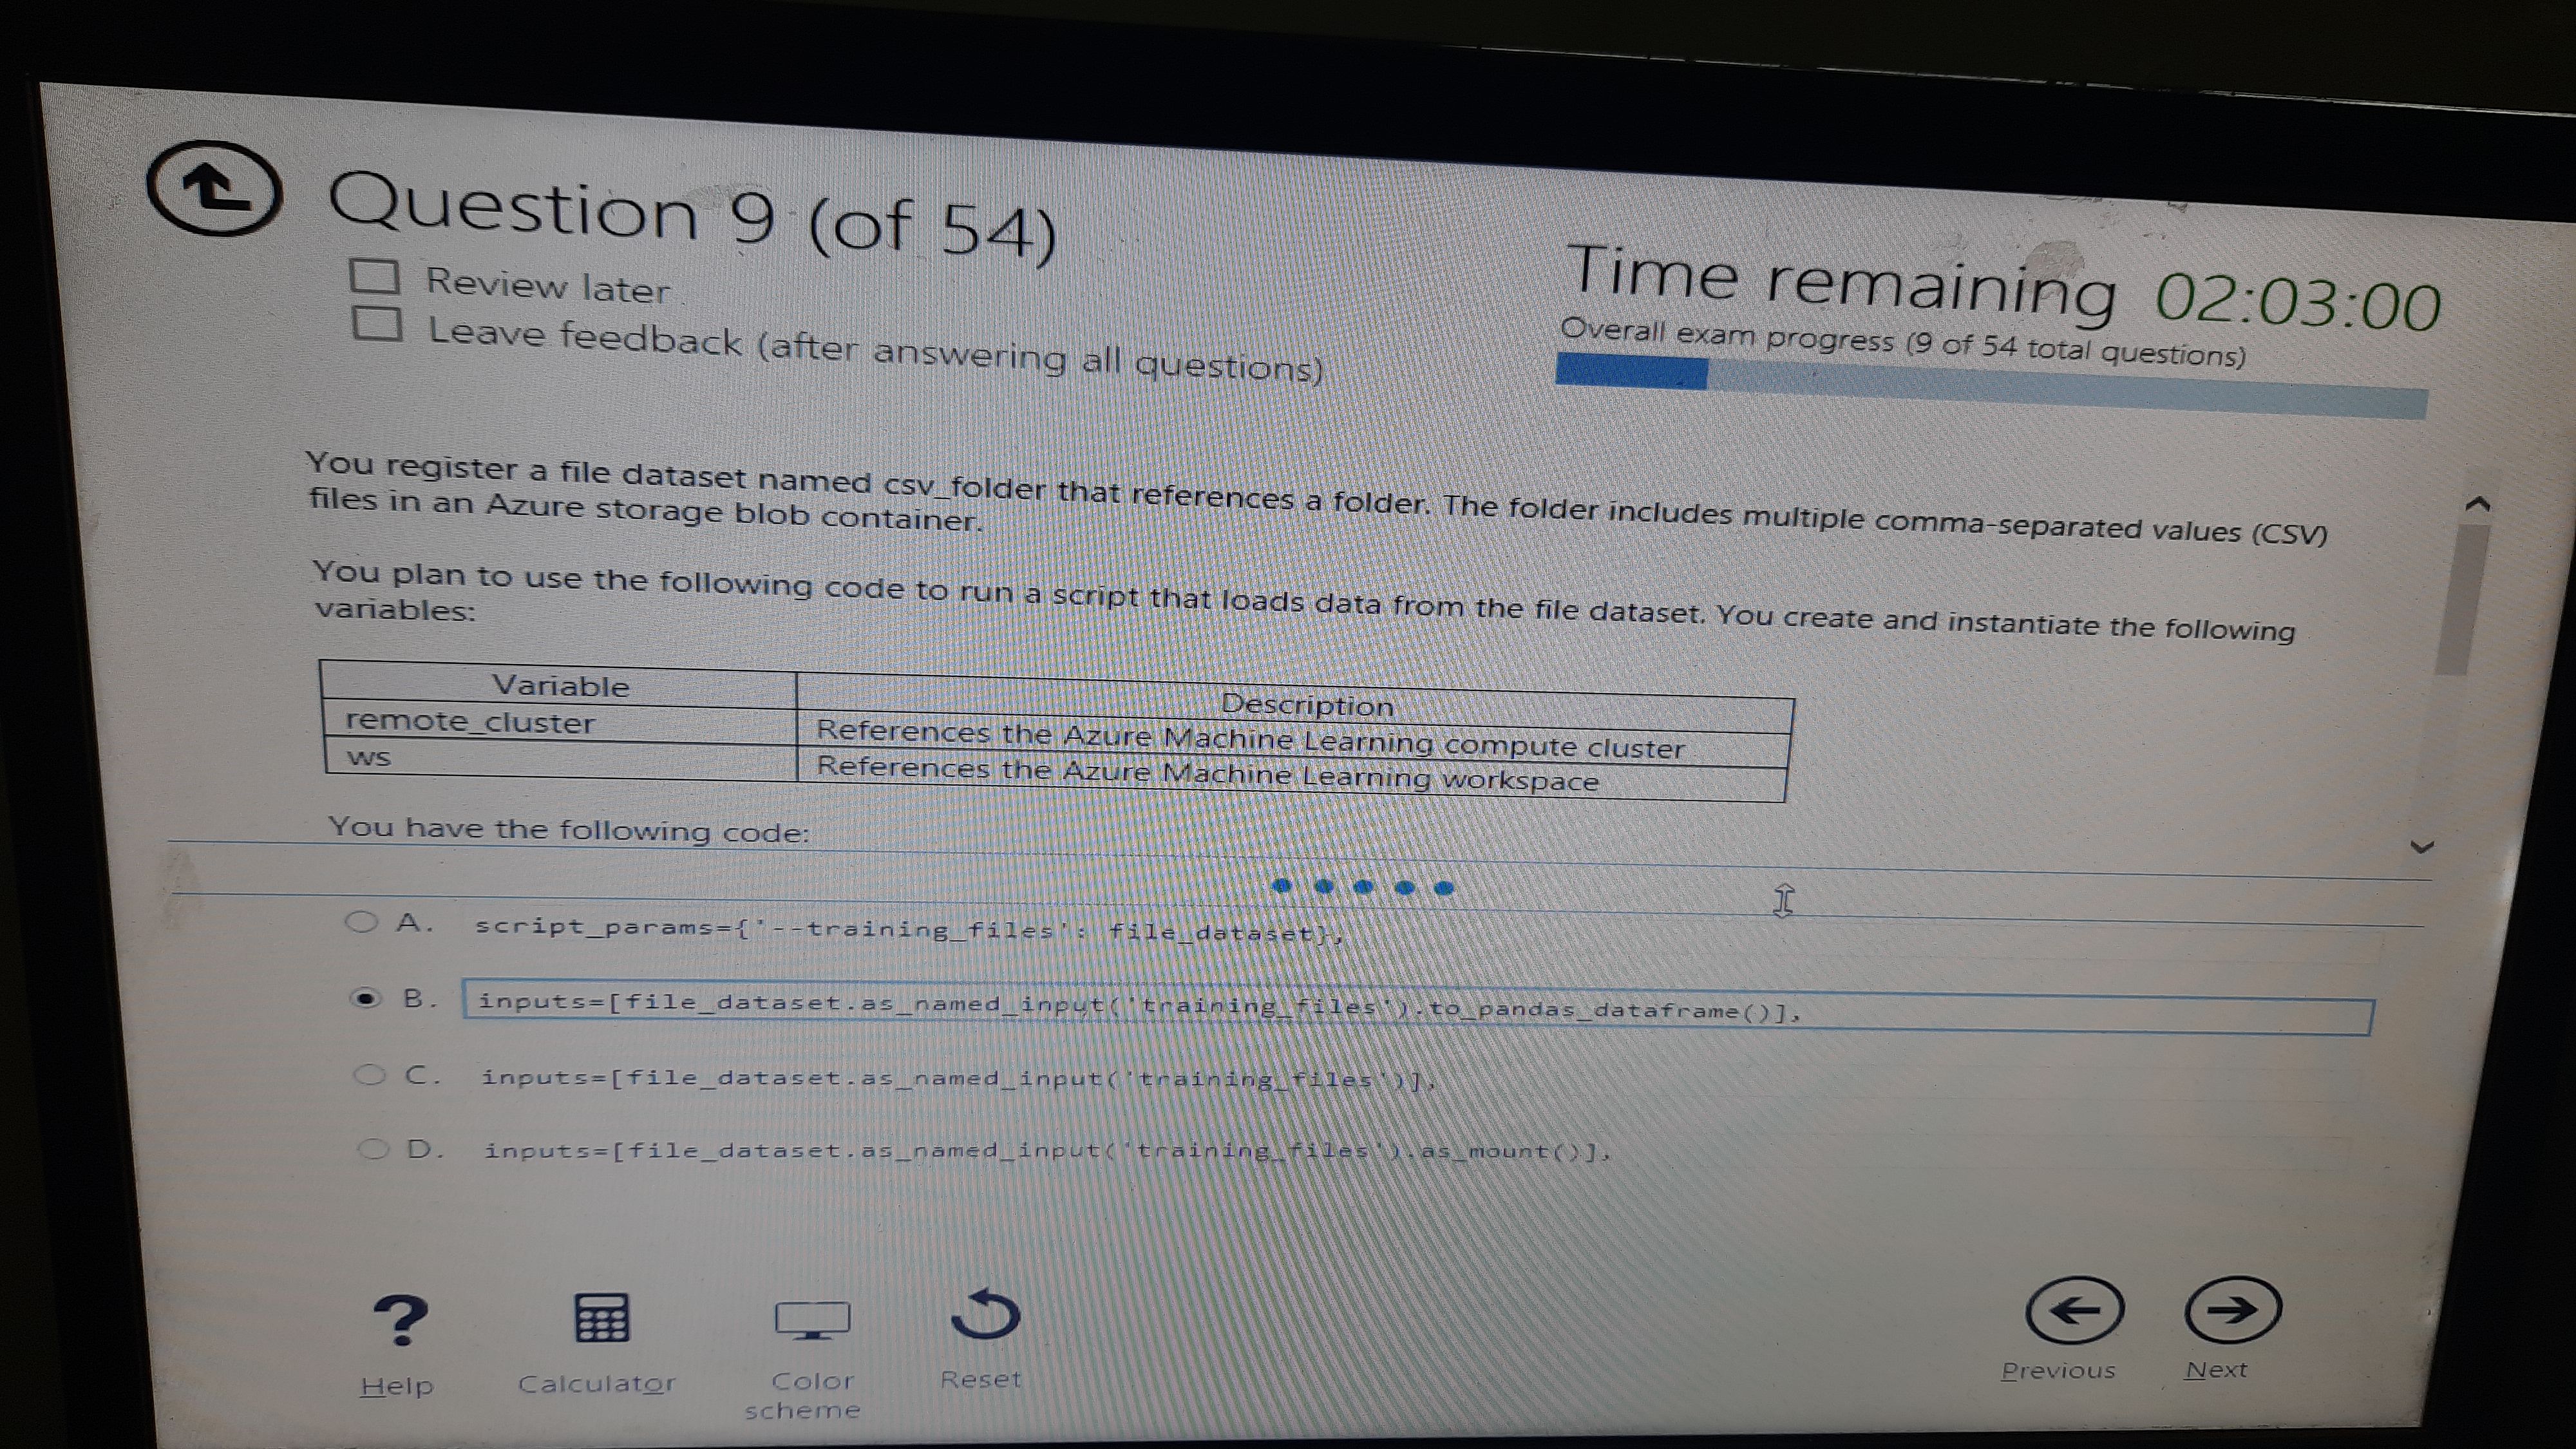 Question 9 (of 54)
Time remaining 02:03:00
Review later
Overall exam progress (9 of 54 total questions)
Leave feedback (after answering all questions)
You register a file dataset named csv_folder that references a folder. The folder includes multiple comma-separated values (CSV)
files in an Azure storage blob container.
You plan to use the following code to run a script that loads data from the file dataset. You create and instantiate the following
variables:
Variable Description
remote_cluster References the Azure Machine Learning compute cluster
ws References the Azure Machine Learning workspace
You have the following code:
A. script_params={'--training_files': file_dataset},
B. inputs=[file_dataset.as_named_input('training_files').to_pandas_dataframe()],
C. inputs=[file_dataset.as_named_input('training_files')],
D. inputs=[file_dataset.as_named_input('training_files').as_mount()],
?
Help
Calculator
Color
scheme
Reset
Previous
Next